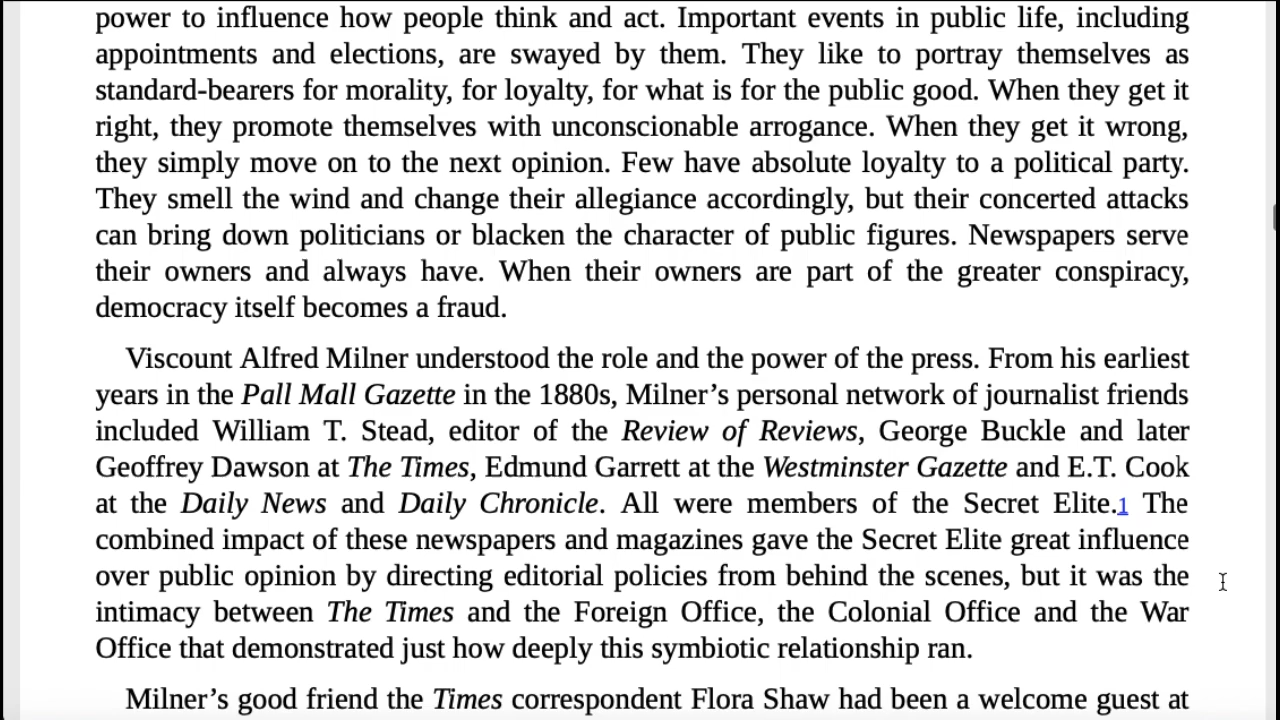 power to influence how people think and act. Important events in public life, including
appointments and elections, are swayed by them. They like to portray themselves as
standard-bearers for morality, for loyalty, for what is for the public good. When they get it
right, they promote themselves with unconscionable arrogance. When they get it wrong,
they simply move on to the next opinion. Few have absolute loyalty to a political party.
They smell the wind and change their allegiance accordingly, but their concerted attacks
can bring down politicians or blacken the character of public figures. Newspapers serve
their owners and always have. When their owners are part of the greater conspiracy,
democracy itself becomes a fraud.
Viscount Alfred Milner understood the role and the power of the press. From his earliest
years in the Pall Mall Gazette in the 1880s, Milner’s personal network of journalist friends
included William T. Stead, editor of the Review of Reviews, George Buckle and later
Geoffrey Dawson at The Times, Edmund Garrett at the Westminster Gazette and E.T. Cook
at the Daily News and Daily Chronicle. All were members of the Secret Elite.1 The
combined impact of these newspapers and magazines gave the Secret Elite great influence
over public opinion by directing editorial policies from behind the scenes, but it was the
intimacy between The Times and the Foreign Office, the Colonial Office and the War
Office that demonstrated just how deeply this symbiotic relationship ran.
Milner’s good friend the Times correspondent Flora Shaw had been a welcome guest at